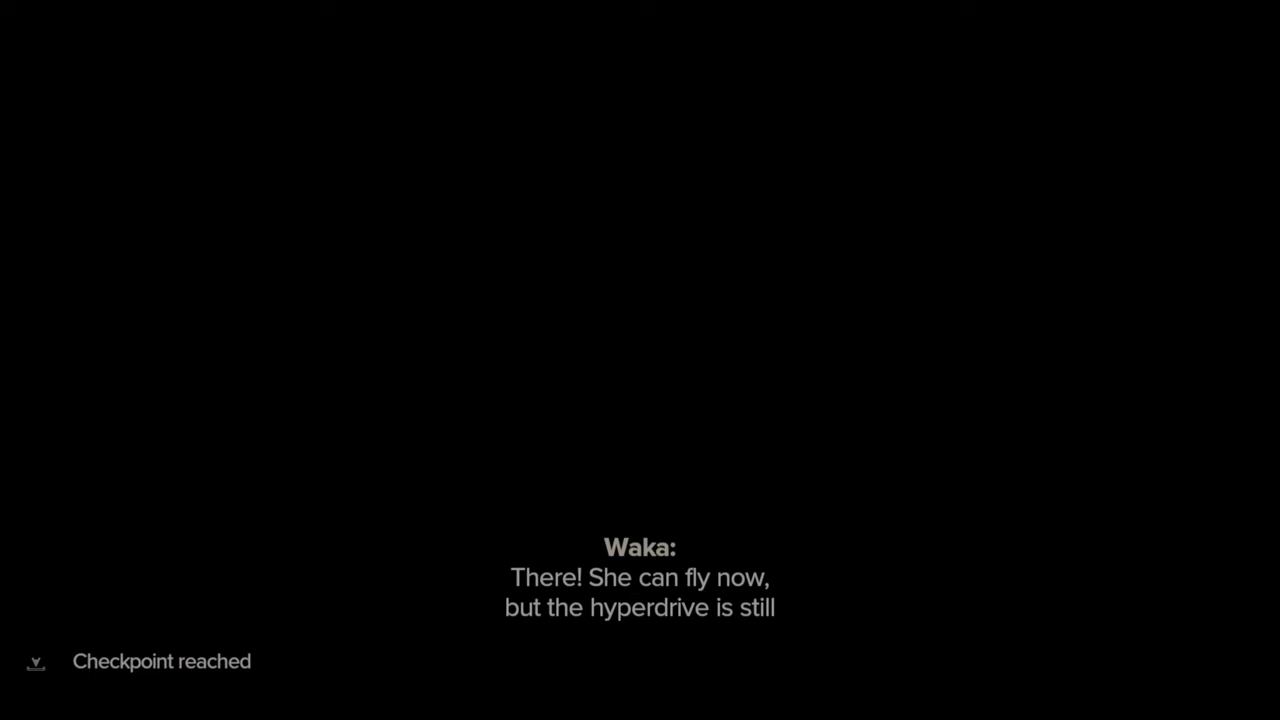 Waka:
There! She can fly now,
but the hyperdrive is still
Checkpoint reached